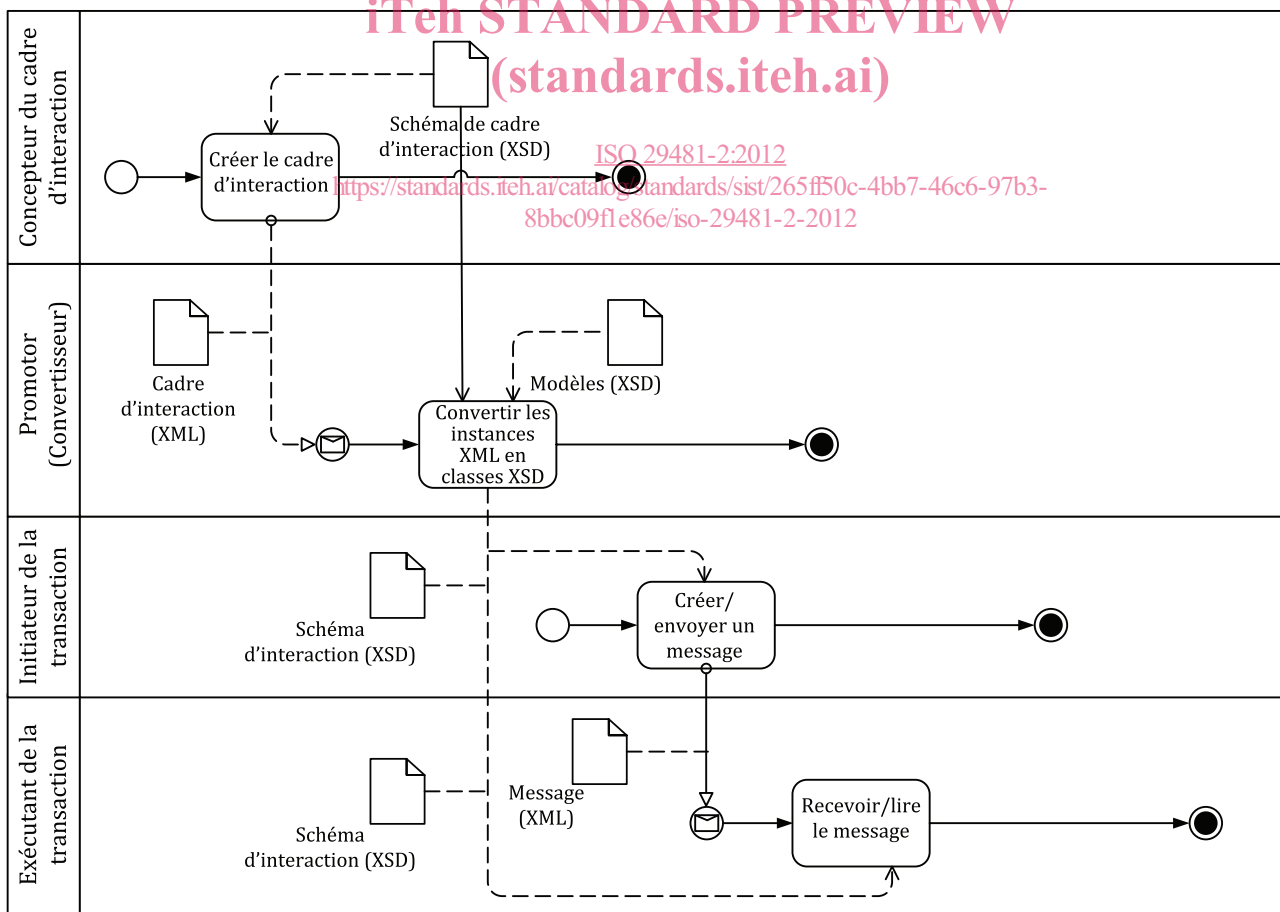 iTeh STANDARD PREVIEW
(standards.iteh.ai)
ISO 29481-2:2012
https://standards.iteh.ai/catalog/standards/sist/265ff50c-4bb7-46c6-97b3-
8bbc09f1e86e/iso-29481-2-2012
Concepteur du cadre
d'interaction
Schéma de cadre
d'interaction (XSD)
Créer le cadre
d'interaction
Promotor
(Convertisseur)
Cadre
d'interaction
(XML)
Modèles (XSD)
Convertir les
instances
XML en
classes XSD
Initiateur de la
transaction
Schéma
d'interaction (XSD)
Créer/
envoyer un
message
Exécutant de la
transaction
Schéma
d'interaction (XSD)
Message
(XML)
Recevoir/lire
le message